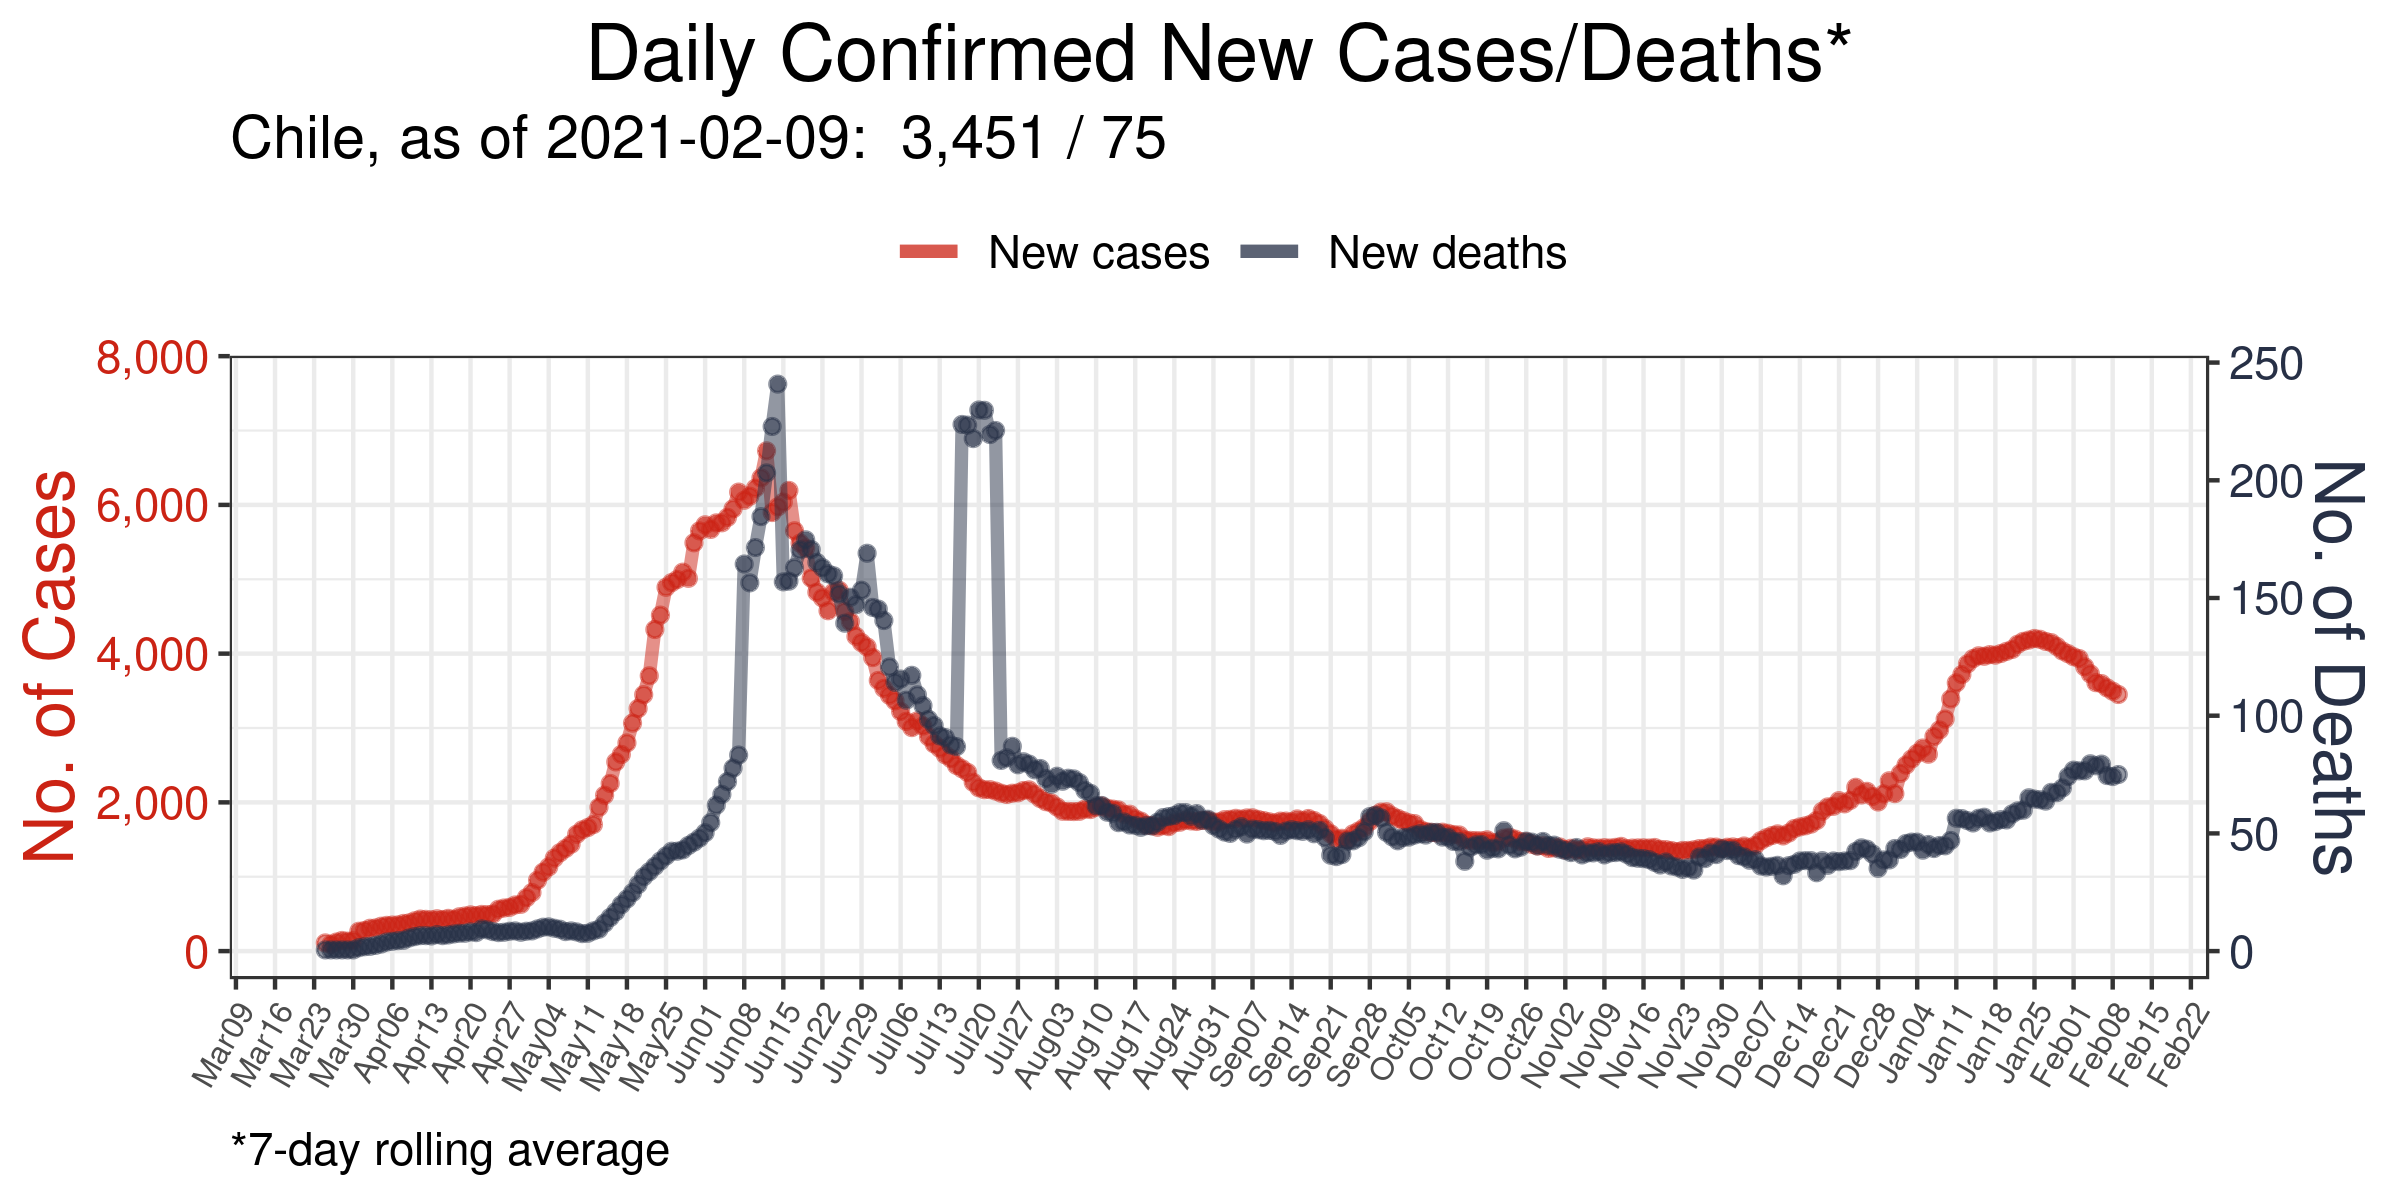 Daily Confirmed New Cases/Deaths*
Chile, as of 2021-02-09:  3,451 / 75
New cases
New deaths
No. of Cases
8,000
6,000
4,000
2,000
0
250
200
150
100
50
0
No. of Deaths
Mar09
Mar16
Mar23
Mar30
Apr06
Apr13
Apr20
Apr27
May04
May11
May18
May25
Jun01
Jun08
Jun15
Jun22
Jun29
Jul06
Jul13
Jul20
Jul27
Aug03
Aug10
Aug17
Aug24
Aug31
Sep07
Sep14
Sep21
Sep28
Oct05
Oct12
Oct19
Oct26
Nov02
Nov09
Nov16
Nov23
Nov30
Dec07
Dec14
Dec21
Dec28
Jan04
Jan11
Jan18
Jan25
Feb01
Feb08
Feb15
Feb22
*7-day rolling average